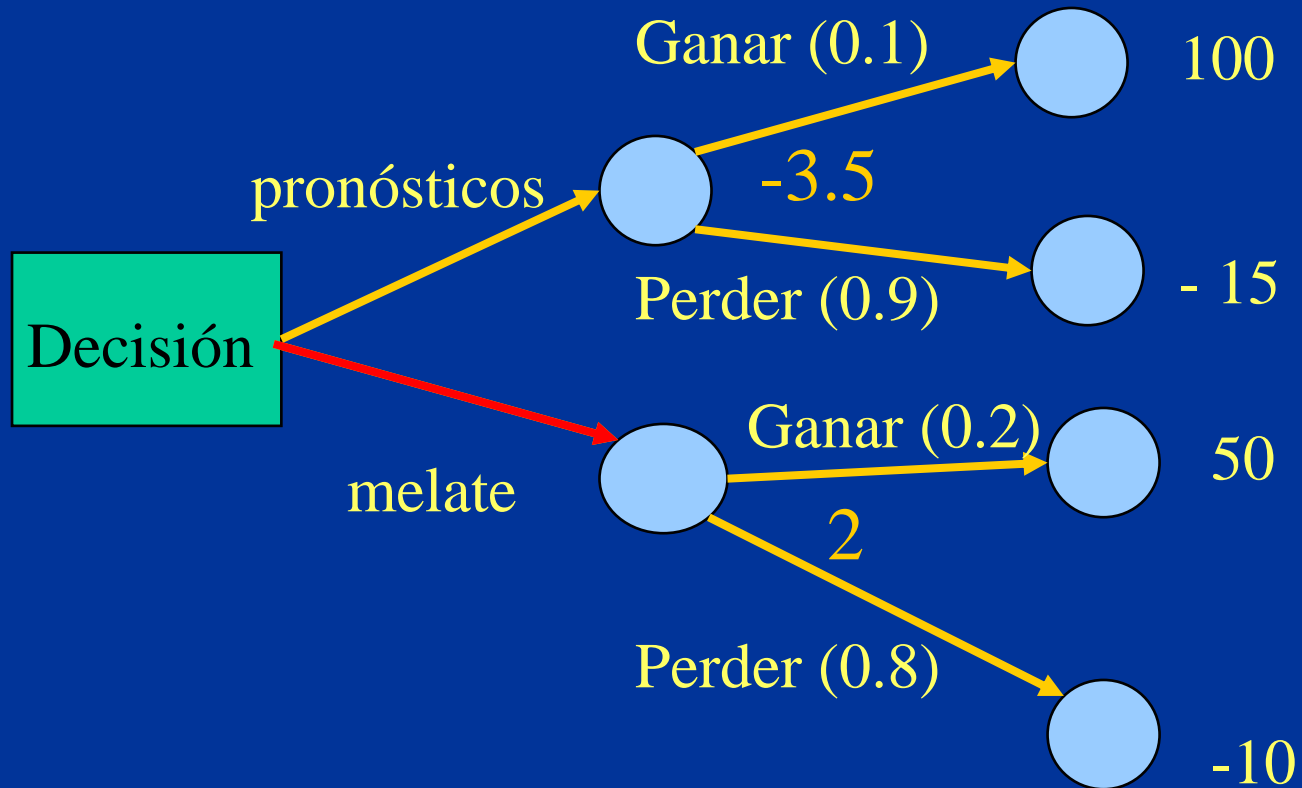 Ganar (0.1)
100
pronósticos
-3.5
Perder (0.9)
- 15
Decisión
Ganar (0.2)
50
melate
2
Perder (0.8)
-10